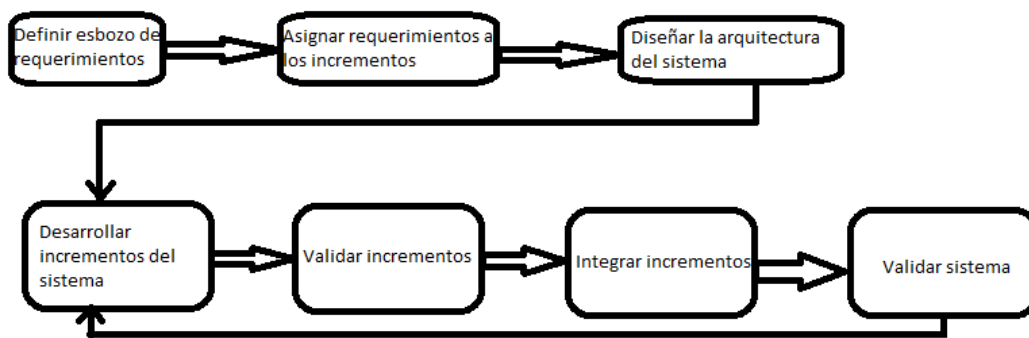 Definir esbozo de
requerimientos
Asignar requerimientos a
los incrementos
Diseñar la arquitectura
del sistema
Desarrollar
incrementos del
sistema
Validar incrementos
Integrar incrementos
Validar sistema